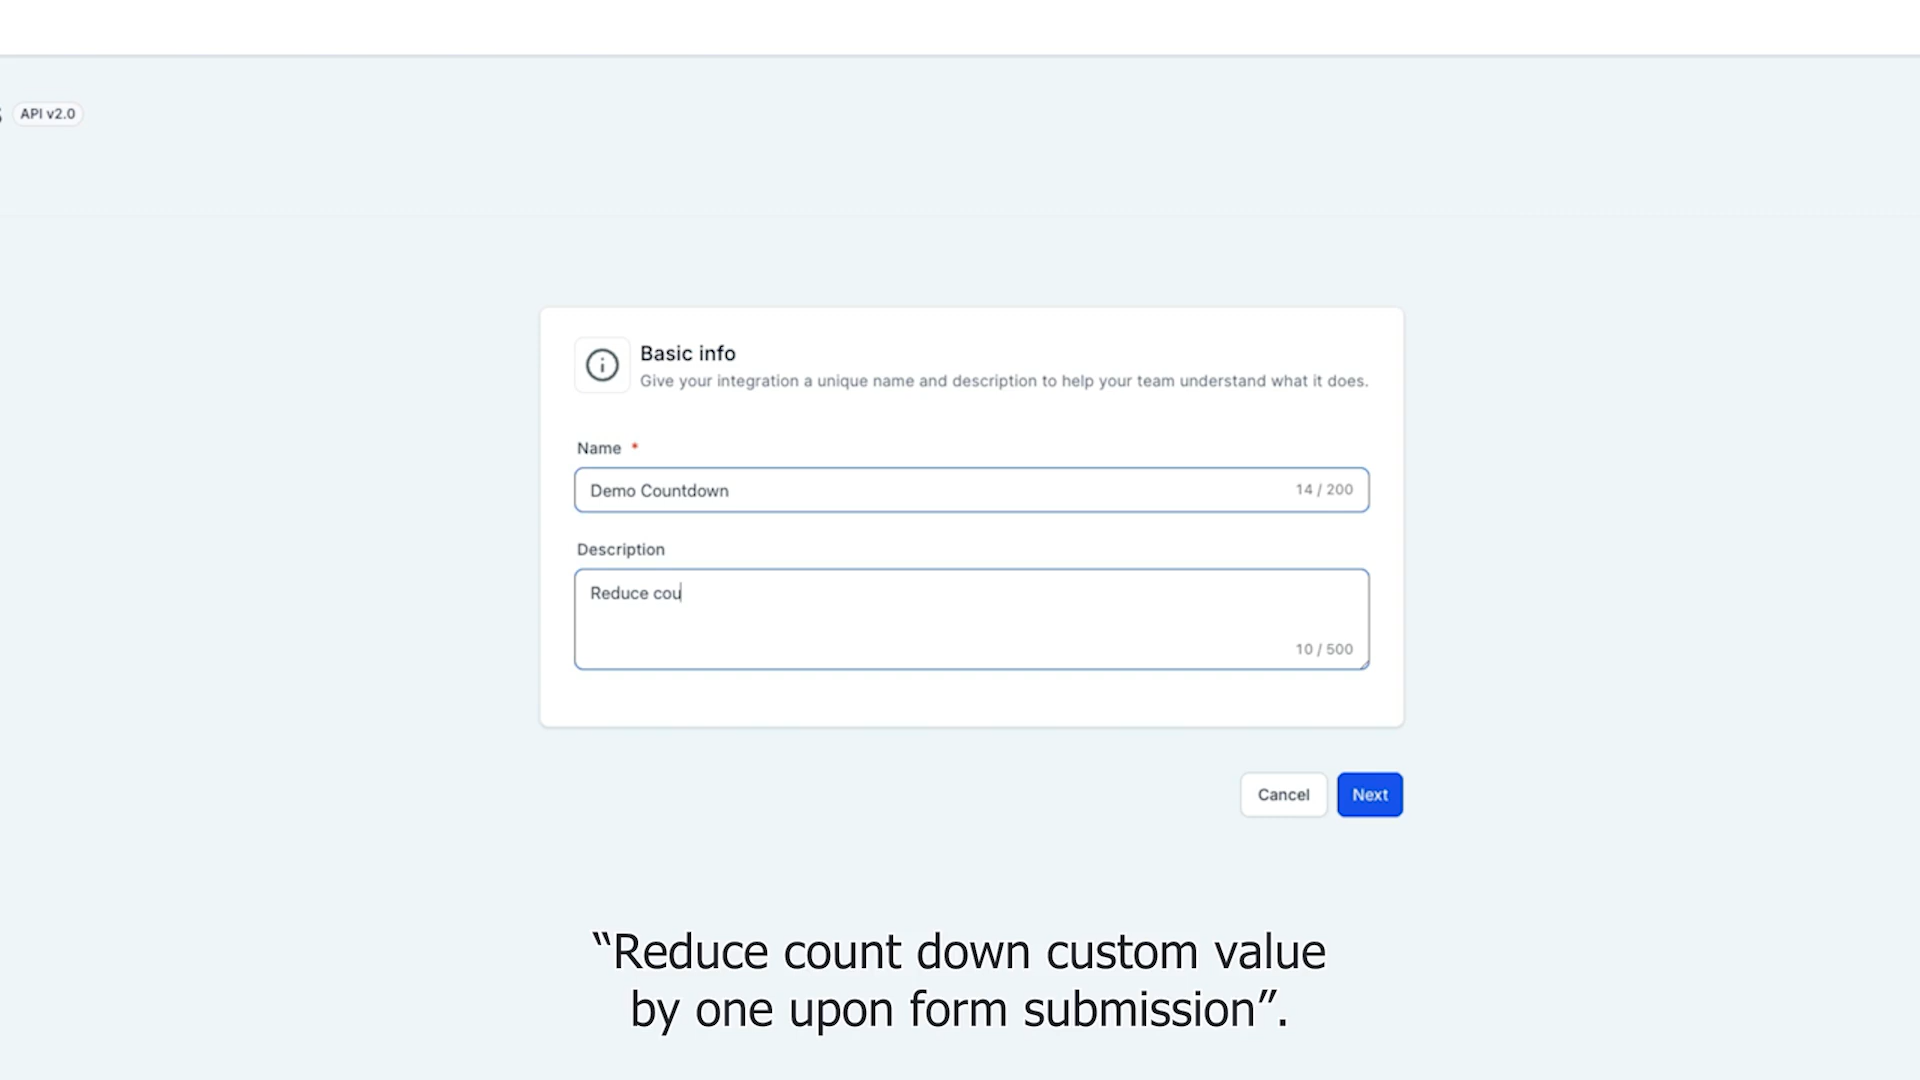 API v2.0
Basic info
Give your integration a unique name and description to help your team understand what it does.
Name *
Demo Countdown
14 / 200
Description
Reduce cou
10 / 500
Cancel
Next
“Reduce count down custom value
by one upon form submission”.